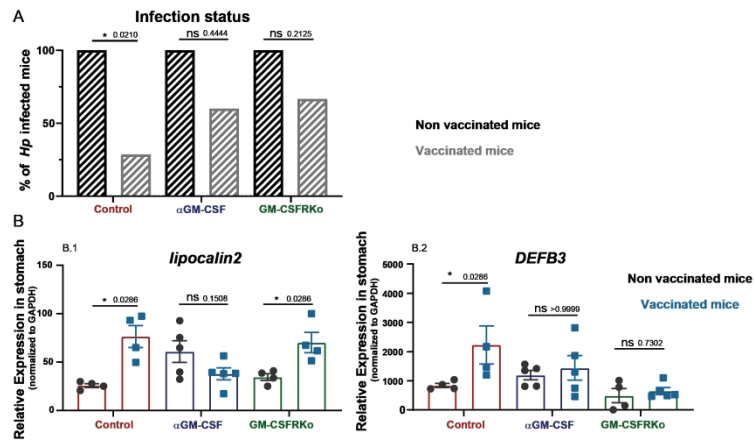 A
Infection status
* 0.0210
ns 0.4444
ns 0.2125
% of Hp infected mice
100
50
0
Control
αGM-CSF
GM-CSFRKo
Non vaccinated mice
Vaccinated mice
B
B.1
lipocalin2
Relative Expression in stomach
(normalized to GAPDH)
150
100
50
0
* 0.0286
ns 0.1508
* 0.0286
Control
αGM-CSF
GM-CSFRKo
B.2
DEFB3
Relative Expression in stomach
(normalized to GAPDH)
5000
4000
3000
2000
1000
0
* 0.0286
ns >0.9999
ns 0.7302
Control
αGM-CSF
GM-CSFRKo
Non vaccinated mice
Vaccinated mice